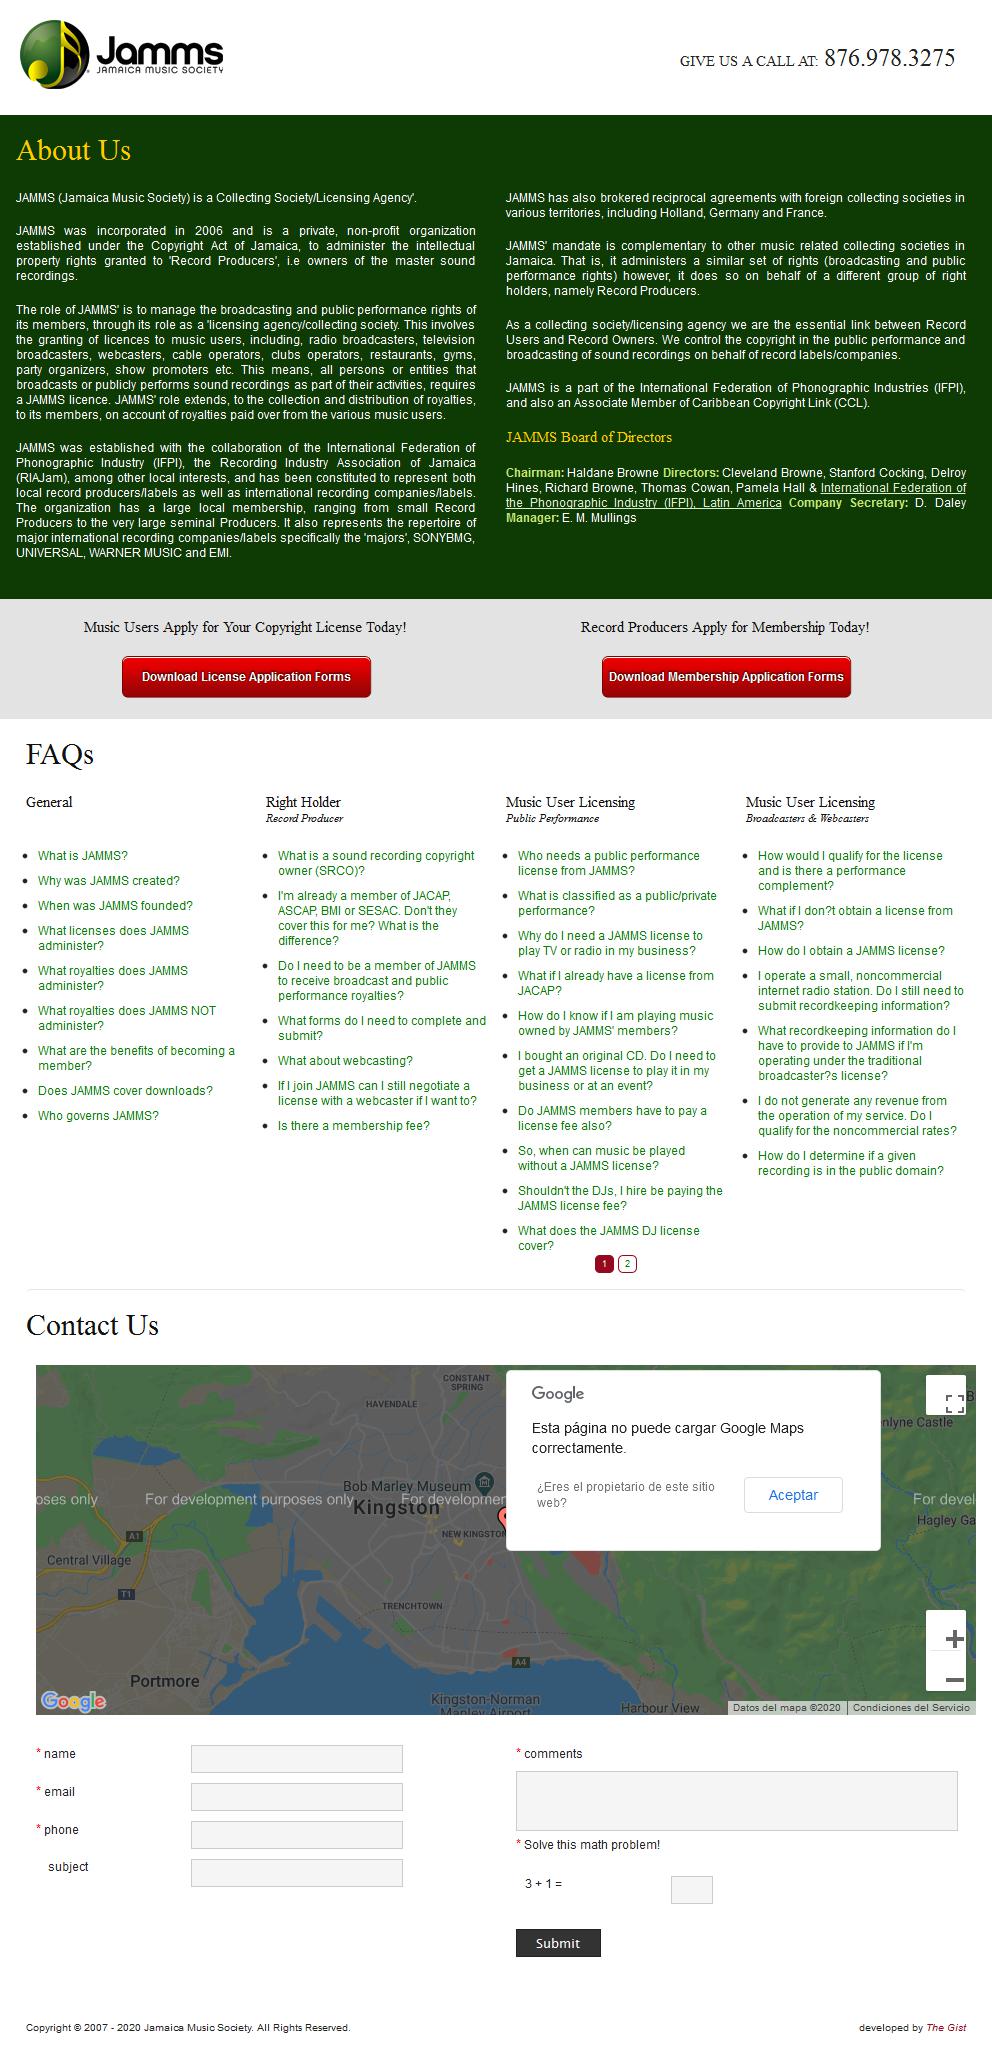 Jamms
JAMAICA MUSIC SOCIETY
GIVE US A CALL AT: 876.978.3275
About Us
JAMMS (Jamaica Music Society) is a Collecting Society/Licensing Agency'.
JAMMS was incorporated in 2006 and is a private, non-profit organization
established under the Copyright Act of Jamaica, to administer the intellectual
property rights granted to 'Record Producers', i.e owners of the master sound
recordings.
The role of JAMMS' is to manage the broadcasting and public performance rights of
its members, through its role as a 'licensing agency/collecting society. This involves
the granting of licences to music users, including, radio broadcasters, television
broadcasters, webcasters, cable operators, clubs operators, restaurants, gyms,
party organizers, show promoters etc. This means, all persons or entities that
broadcasts or publicly performs sound recordings as part of their activities, requires
a JAMMS licence. JAMMS' role extends, to the collection and distribution of royalties,
to its members, on account of royalties paid over from the various music users.
JAMMS was established with the collaboration of the International Federation of
Phonographic Industry (IFPI), the Recording Industry Association of Jamaica
(RIAJam), among other local interests, and has been constituted to represent both
local record producers/labels as well as international recording companies/labels.
The organization has a large local membership, ranging from small Record
Producers to the very large seminal Producers. It also represents the repertoire of
major international recording companies/labels specifically the 'majors', SONYBMG,
UNIVERSAL, WARNER MUSIC and EMI.
JAMMS has also brokered reciprocal agreements with foreign collecting societies in
various territories, including Holland, Germany and France.
JAMMS' mandate is complementary to other music related collecting societies in
Jamaica. That is, it administers a similar set of rights (broadcasting and public
performance rights) however, it does so on behalf of a different group of right
holders, namely Record Producers.
As a collecting society/licensing agency we are the essential link between Record
Users and Record Owners. We control the copyright in the public performance and
broadcasting of sound recordings on behalf of record labels/companies.
JAMMS is a part of the International Federation of Phonographic Industries (IFPI),
and also an Associate Member of Caribbean Copyright Link (CCL).
JAMMS Board of Directors
Chairman: Haldane Browne Directors: Cleveland Browne, Stanford Cocking, Delroy
Hines, Richard Browne, Thomas Cowan, Pamela Hall & International Federation of
the Phonographic Industry (IFPI), Latin America Company Secretary: D. Daley
Manager: E. M. Mullings
Music Users Apply for Your Copyright License Today!
Download License Application Forms
Record Producers Apply for Membership Today!
Download Membership Application Forms
FAQs
General
What is JAMMS?
Why was JAMMS created?
When was JAMMS founded?
What licenses does JAMMS
administer?
What royalties does JAMMS
administer?
What royalties does JAMMS NOT
administer?
What are the benefits of becoming a
member?
Does JAMMS cover downloads?
Who governs JAMMS?
Right Holder
Record Producer
What is a sound recording copyright
owner (SRCO)?
I'm already a member of JACAP,
ASCAP, BMI or SESAC. Don't they
cover this for me? What is the
difference?
Do I need to be a member of JAMMS
to receive broadcast and public
performance royalties?
What forms do I need to complete and
submit?
What about webcasting?
If I join JAMMS can I still negotiate a
license with a webcaster if I want to?
Is there a membership fee?
Music User Licensing
Public Performance
Who needs a public performance
license from JAMMS?
What is classified as a public/private
performance?
Why do I need a JAMMS license to
play TV or radio in my business?
What if I already have a license from
JACAP?
How do I know if I am playing music
owned by JAMMS' members?
I bought an original CD. Do I need to
get a JAMMS license to play it in my
business or at an event?
Do JAMMS members have to pay a
license fee also?
So, when can music be played
without a JAMMS license?
Shouldn't the DJs, I hire be paying the
JAMMS license fee?
What does the JAMMS DJ license
cover?
1 2
Music User Licensing
Broadcasters & Webcasters
How would I qualify for the license
and is there a performance
complement?
What if I don?t obtain a license from
JAMMS?
How do I obtain a JAMMS license?
I operate a small, noncommercial
internet radio station. Do I still need to
submit recordkeeping information?
What recordkeeping information do I
have to provide to JAMMS if I'm
operating under the traditional
broadcaster?s license?
I do not generate any revenue from
the operation of my service. Do I
qualify for the noncommercial rates?
How do I determine if a given
recording is in the public domain?
Contact Us
CONSTANT
SPRING
HAVENDALE
Google
Esta página no puede cargar Google Maps
correctamente.
¿Eres el propietario de este sitio
web?
Aceptar
nlyne Castle
Bob Marley Museum
oses only
For development purposes only
For developmen
For devel
Kingston
NEW KINGSTON
Hagley Ga
A1
Central Village
T1
TRENCHTOWN
A4
Portmore
Kingston-Norman
Manley Airport
Harbour View
Google
Datos del mapa ©2020
Condiciones del Servicio
* name
* email
* phone
subject
* comments
* Solve this math problem!
3 + 1 =
Submit
Copyright © 2007 - 2020 Jamaica Music Society. All Rights Reserved.
developed by The Gist